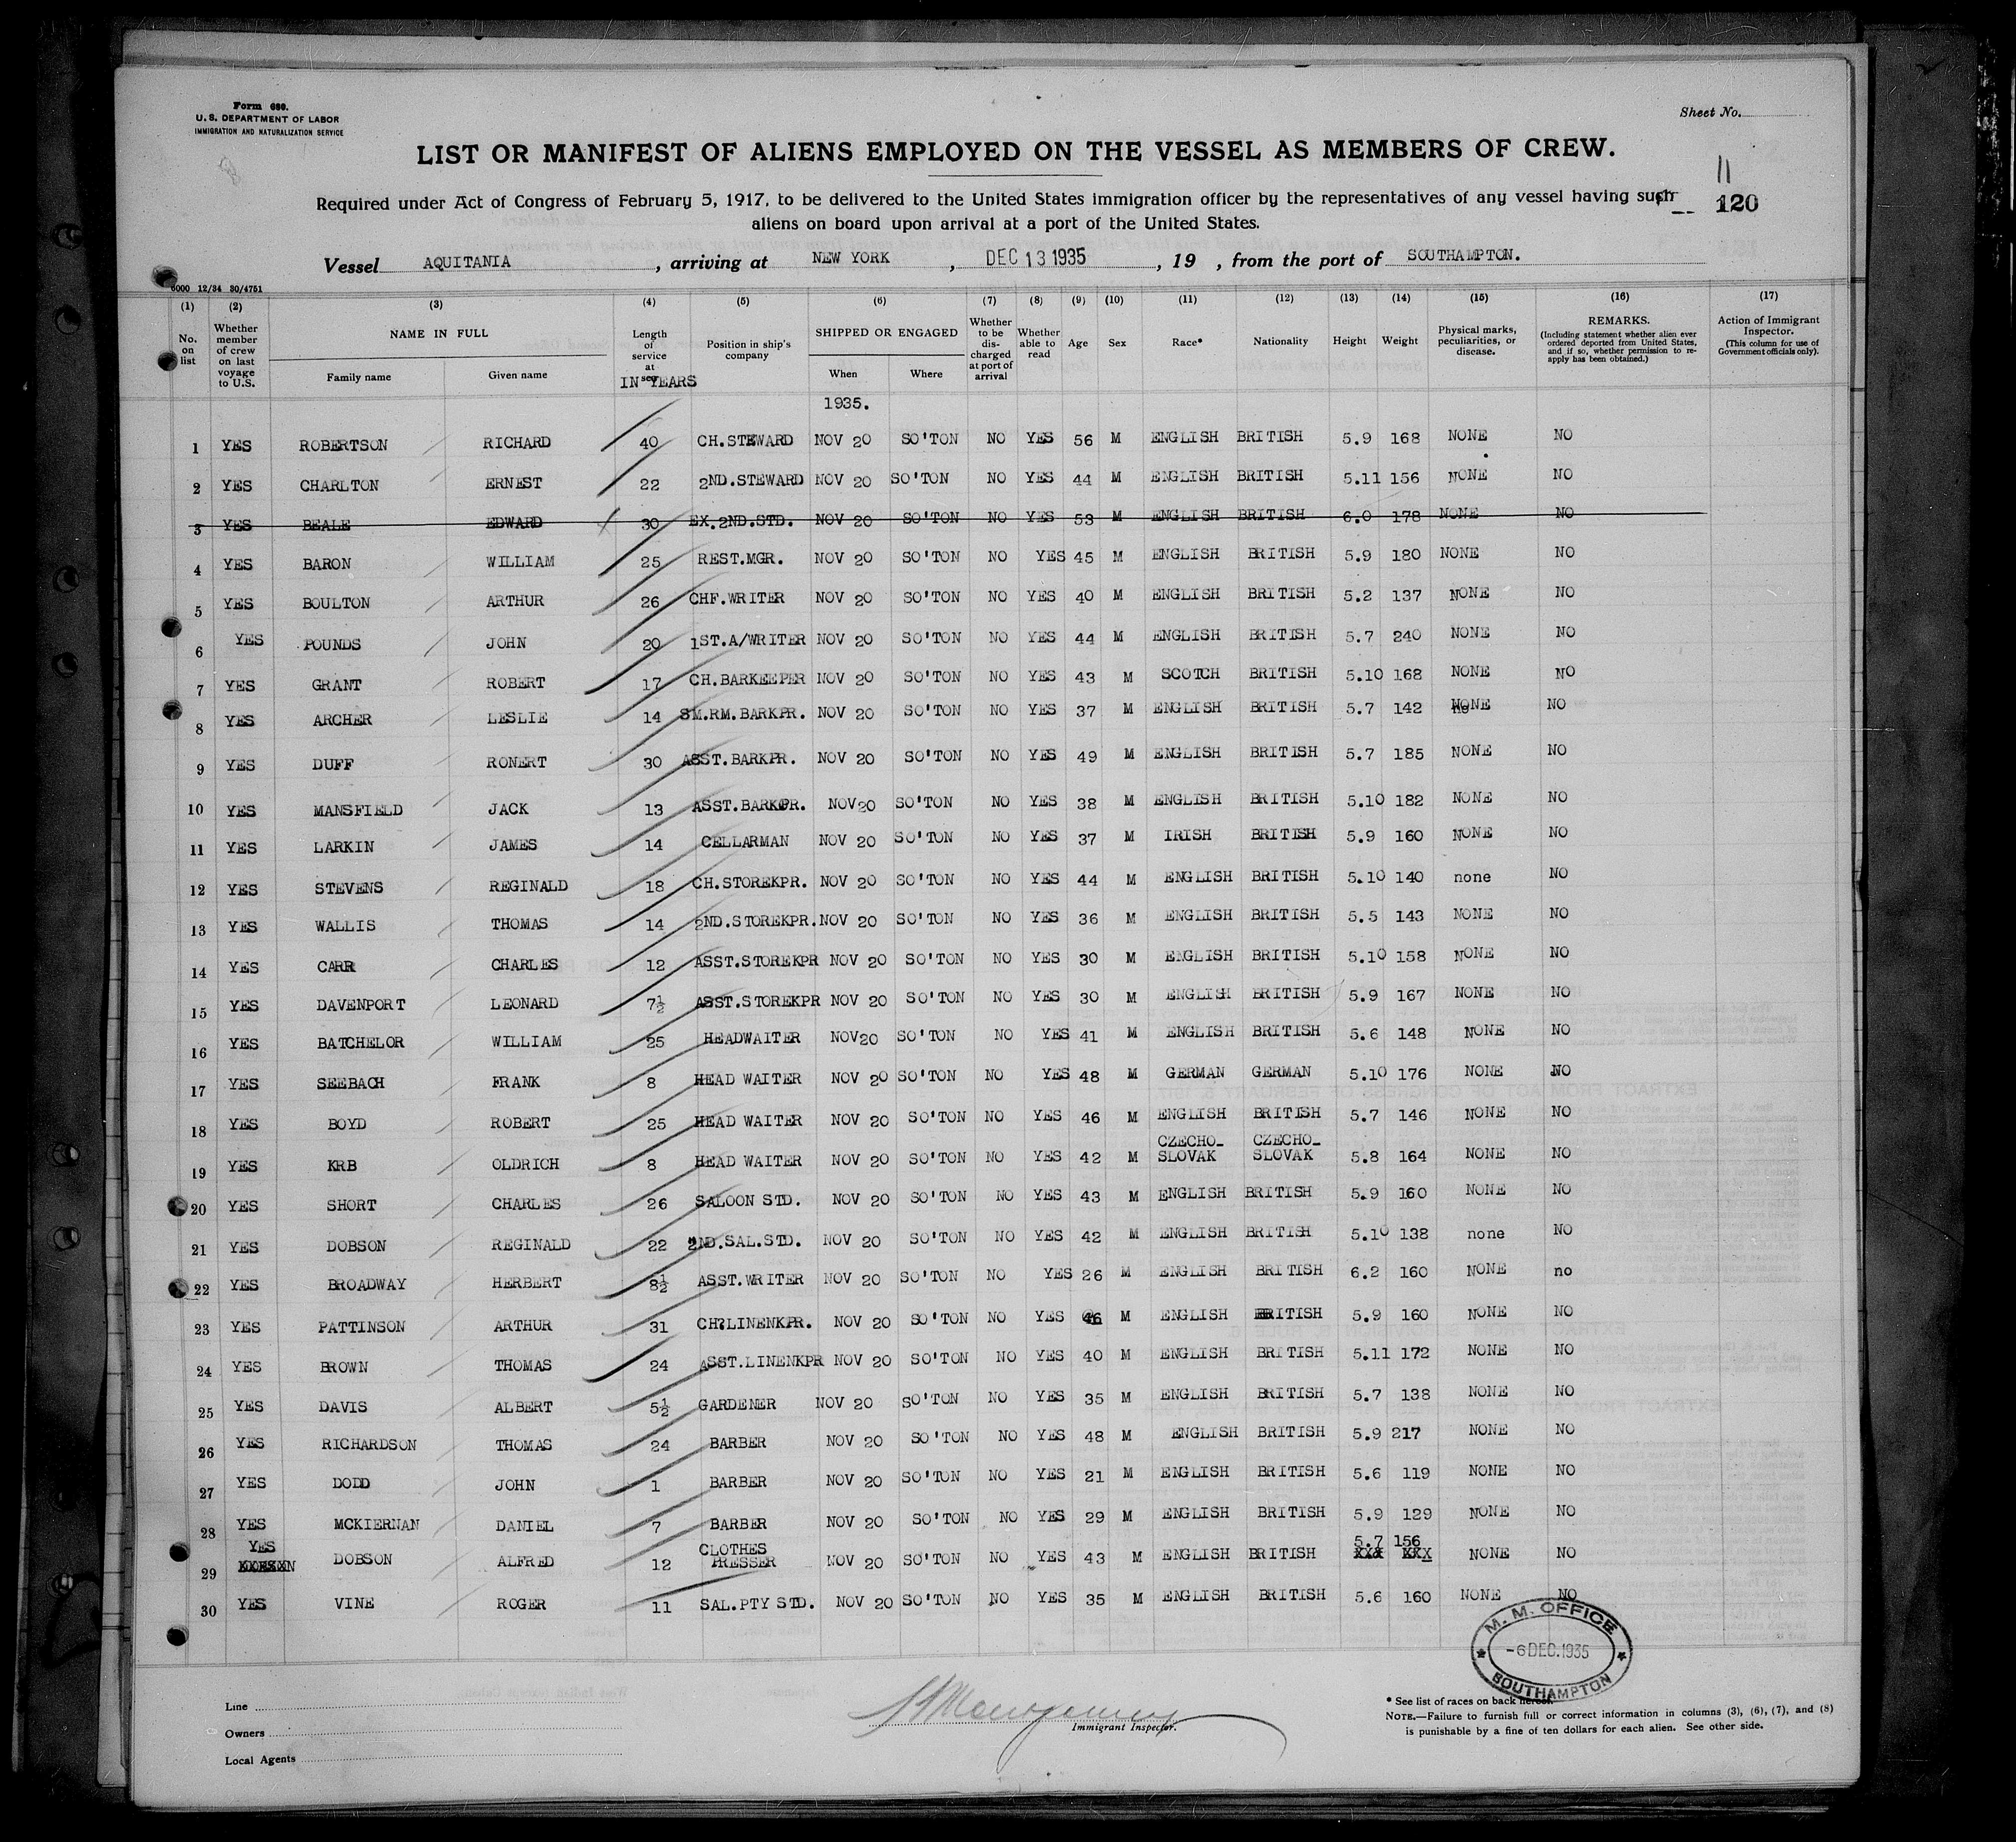 Form 689.
U. S. DEPARTMENT OF LABOR
IMMIGRATION AND NATURALIZATION SERVICE
Sheet No.
LIST OR MANIFEST OF ALIENS EMPLOYED ON THE VESSEL AS MEMBERS OF CREW.
11
120
Required under Act of Congress of February 5, 1917, to be delivered to the United States immigration officer by the representatives of any vessel having such
aliens on board upon arrival at a port of the United States.
Vessel AQUITANIA, arriving at NEW YORK, DEC 13 1935, 19 , from the port of SOUTHAMPTON.
6000 12/34 30/4751
(1) (2) (3) (4) (5) (6) (7) (8) (9) (10) (11) (12) (13) (14) (15) (16) (17)
No. on list Whether member of crew on last voyage to U.S. NAME IN FULL Family name Given name Length of service at sea IN YEARS Position in ship's company SHIPPED OR ENGAGED When Where Whether to be discharged at port of arrival Whether able to read Age Sex Race* Nationality Height Weight Physical marks, peculiarities, or disease. REMARKS. (Including statement whether alien ever ordered deported from United States, and if so, whether permission to reapply has been obtained.) Action of Immigrant Inspector. (This column for use of Government officials only).
1935.
1 YES ROBERTSON RICHARD 40 CH.STEWARD NOV 20 SO'TON NO YES 56 M ENGLISH BRITISH 5.9 168 NONE NO
2 YES CHARLTON ERNEST 22 2ND.STEWARD NOV 20 SO'TON NO YES 44 M ENGLISH BRITISH 5.11 156 NONE NO
3 YES BEALE EDWARD 30 EX.2ND.STD. NOV 20 SO'TON NO YES 53 M ENGLISH BRITISH 6.0 178 NONE NO
4 YES BARON WILLIAM 25 REST.MGR. NOV 20 SO'TON NO YES 45 M ENGLISH BRITISH 5.9 180 NONE NO
5 YES BOULTON ARTHUR 26 CHF.WRITER NOV 20 SO'TON NO YES 40 M ENGLISH BRITISH 5.2 137 NONE NO
6 YES POUNDS JOHN 20 1ST.A/WRITER NOV 20 SO'TON NO YES 44 M ENGLISH BRITISH 5.7 240 NONE NO
7 YES GRANT ROBERT 17 CH.BARKEEPER NOV 20 SO'TON NO YES 43 M SCOTCH BRITISH 5.10 168 NONE NO
8 YES ARCHER LESLIE 14 SM.RM.BARKPR. NOV 20 SO'TON NO YES 37 M ENGLISH BRITISH 5.7 142 NONE NO
9 YES DUFF RONERT 30 ASST.BARKPR. NOV 20 SO'TON NO YES 49 M ENGLISH BRITISH 5.7 185 NONE NO
10 YES MANSFIELD JACK 13 ASST.BARKPR. NOV20 SO'TON NO YES 38 M ENGLISH BRITISH 5.10 182 NONE NO
11 YES LARKIN JAMES 14 CELLARMAN NOV 20 SO'TON NO YES 37 M IRISH BRITISH 5.9 160 NONE NO
12 YES STEVENS REGINALD 18 CH.STOREKPR. NOV 20 SO'TON NO YES 44 M ENGLISH BRITISH 5.10 140 none NO
13 YES WALLIS THOMAS 14 2ND.STOREKPR. NOV 20 SO'TON NO YES 36 M ENGLISH BRITISH 5.5 143 NONE NO
14 YES CARR CHARLES 12 ASST.STOREKPR NOV 20 SO'TON NO YES 30 M ENGLISH BRITISH 5.10 158 NONE NO
15 YES DAVENPORT LEONARD 7½ ASST.STOREKPR NOV 20 SO'TON NO YES 30 M ENGLISH BRITISH 5.9 167 NONE NO
16 YES BATCHELOR WILLIAM 25 HEADWAITER NOV20 SO'TON NO YES 41 M ENGLISH BRITISH 5.6 148 NONE NO
17 YES SEEBACH FRANK 8 HEAD WAITER NOV 20 SO'TON NO YES 48 M GERMAN GERMAN 5.10 176 NONE NO
18 YES BOYD ROBERT 25 HEAD WAITER NOV 20 SO'TON NO YES 46 M ENGLISH BRITISH 5.7 146 NONE NO
19 YES KRB OLDRICH 8 HEAD WAITER NOV 20 SO'TON NO YES 42 M CZECHO-SLOVAK CZECHO-SLOVAK 5.8 164 NONE NO
20 YES SHORT CHARLES 26 SALOON STD. NOV 20 SO'TON NO YES 43 M ENGLISH BRITISH 5.9 160 NONE NO
21 YES DOBSON REGINALD 22 2ND.SAL.STD. NOV 20 SO'TON NO YES 42 M ENGLISH BRITISH 5.10 138 none NO
22 YES BROADWAY HERBERT 8½ ASST.WRITER NOV 20 SO'TON NO YES 26 M ENGLISH BRITISH 6.2 160 NONE no
23 YES PATTINSON ARTHUR 31 CH?LINENKPR. NOV 20 SO'TON NO YES 46 M ENGLISH BRITISH 5.9 160 NONE NO
24 YES BROWN THOMAS 24 ASST.LINENKPR NOV 20 SO'TON NO YES 40 M ENGLISH BRITISH 5.11 172 NONE NO
25 YES DAVIS ALBERT 5½ GARDENER NOV 20 SO'TON NO YES 35 M ENGLISH BRITISH 5.7 138 NONE NO
26 YES RICHARDSON THOMAS 24 BARBER NOV 20 SO'TON NO YES 48 M ENGLISH BRITISH 5.9 217 NONE NO
27 YES DODD JOHN 1 BARBER NOV 20 SO'TON NO YES 21 M ENGLISH BRITISH 5.6 119 NONE NO
28 YES MCKIERNAN DANIEL 7 BARBER NOV 20 SO'TON NO YES 29 M ENGLISH BRITISH 5.9 129 NONE NO
29 YES DOBSON ALFRED 12 CLOTHES PRESSER NOV 20 SO'TON NO YES 43 M ENGLISH BRITISH 5.7 156 NONE NO
30 YES VINE ROGER 11 SAL.PTY STD. NOV 20 SO'TON NO YES 35 M ENGLISH BRITISH 5.6 160 NONE NO
M. M. OFFICE
-6 DEC.1935
SOUTHAMPTON
Line
Owners
Local Agents
Immigrant Inspector.
* See list of races on back hereof.
NOTE.—Failure to furnish full or correct information in columns (3), (6), (7), and (8)
is punishable by a fine of ten dollars for each alien. See other side.